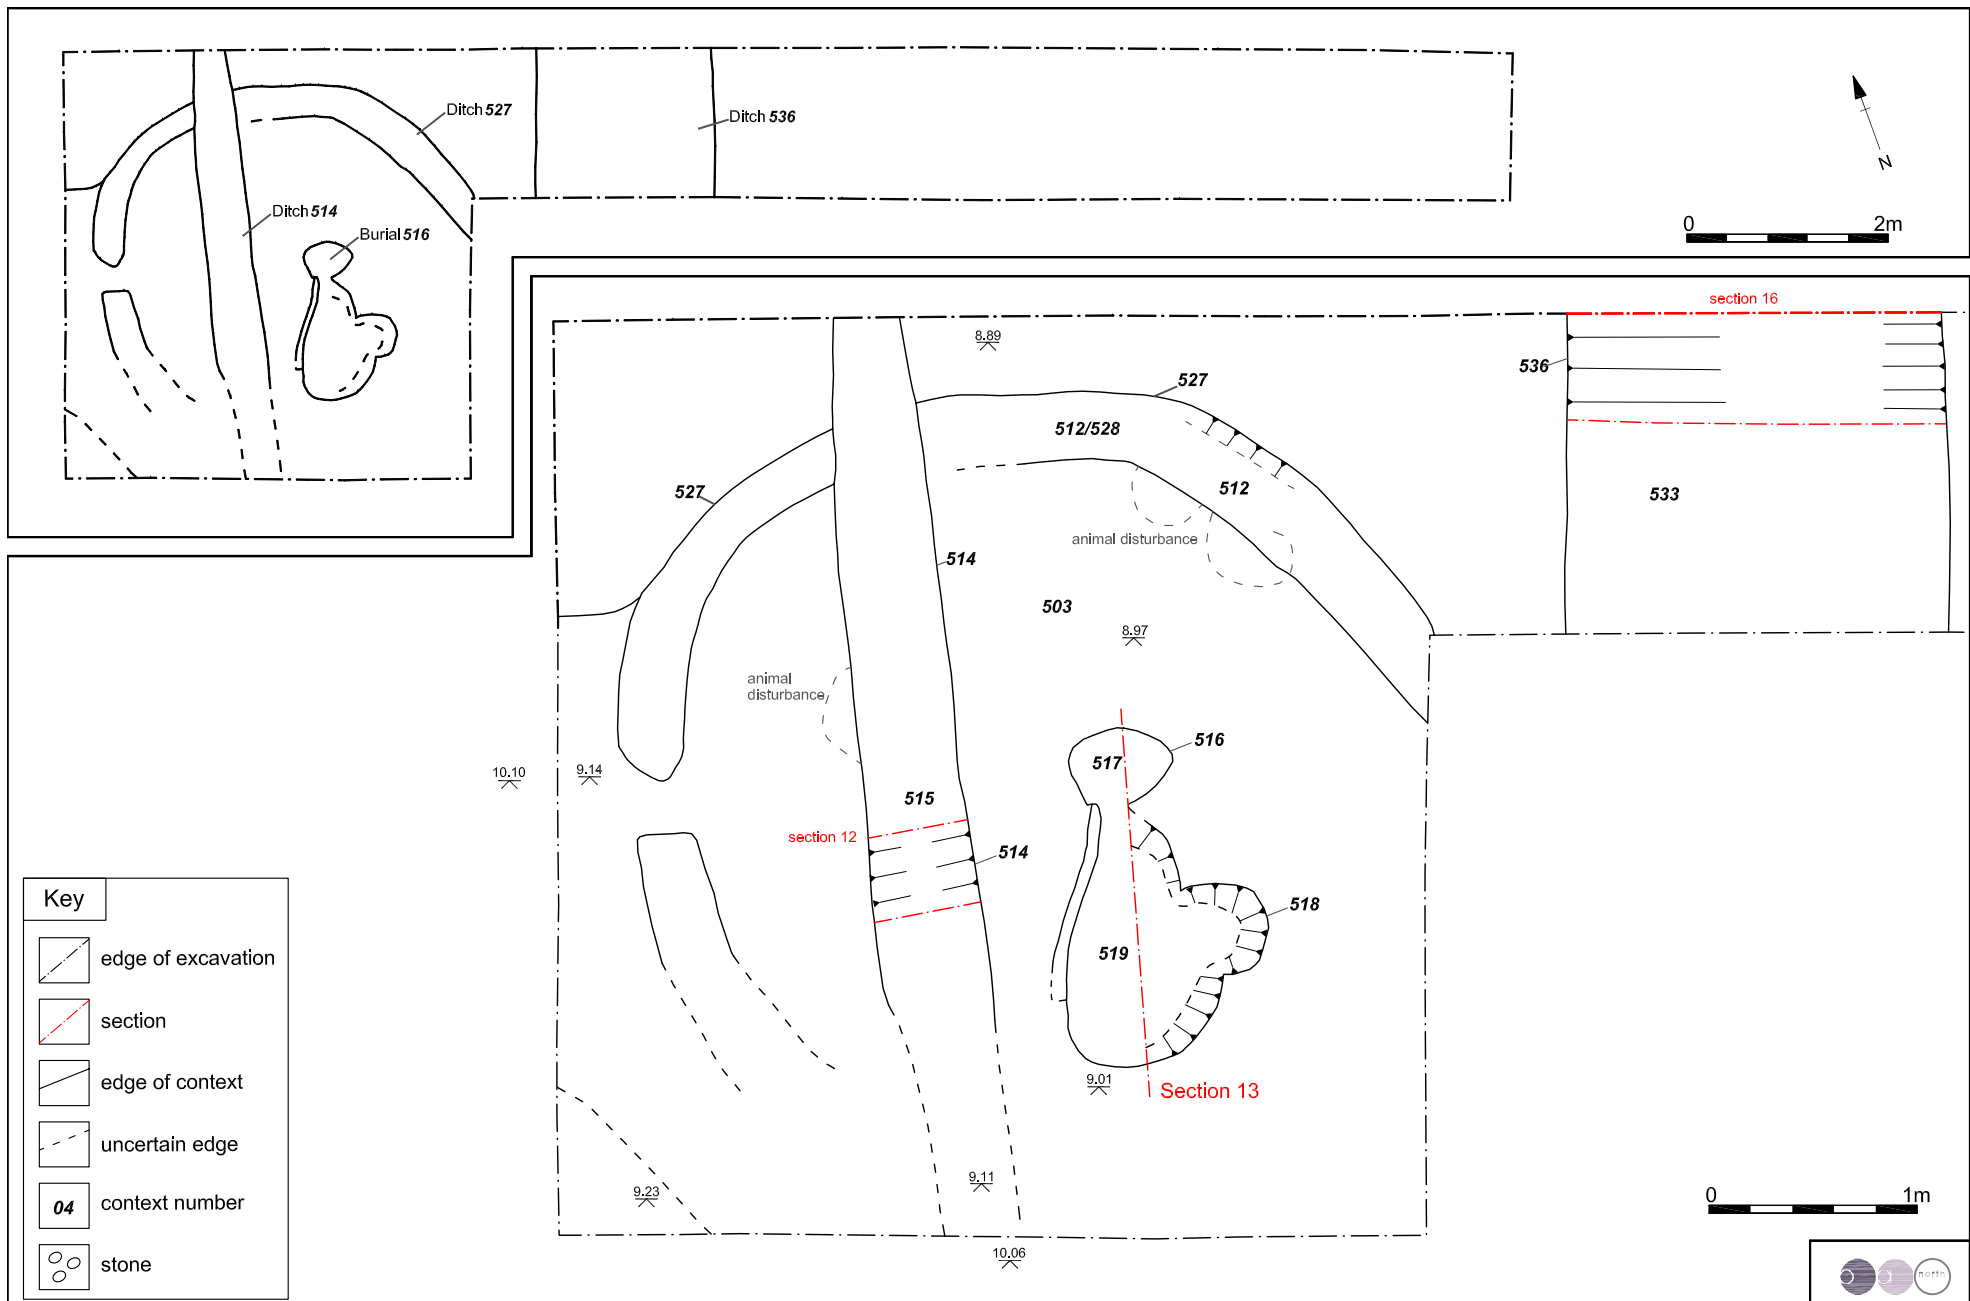 Ditch 527
Ditch 536
Ditch 514
Burial 516
N
0 2m
section 16
8.89
536
527
512/528
527
512
533
animal disturbance
514
503
8.97
animal
disturbance
516
517
10.10
9.14
515
section 12
514
518
519
9.01
Section 13
9.11
9.23
10.06
0 1m
Key
edge of excavation
section
edge of context
uncertain edge
04 context number
stone
north